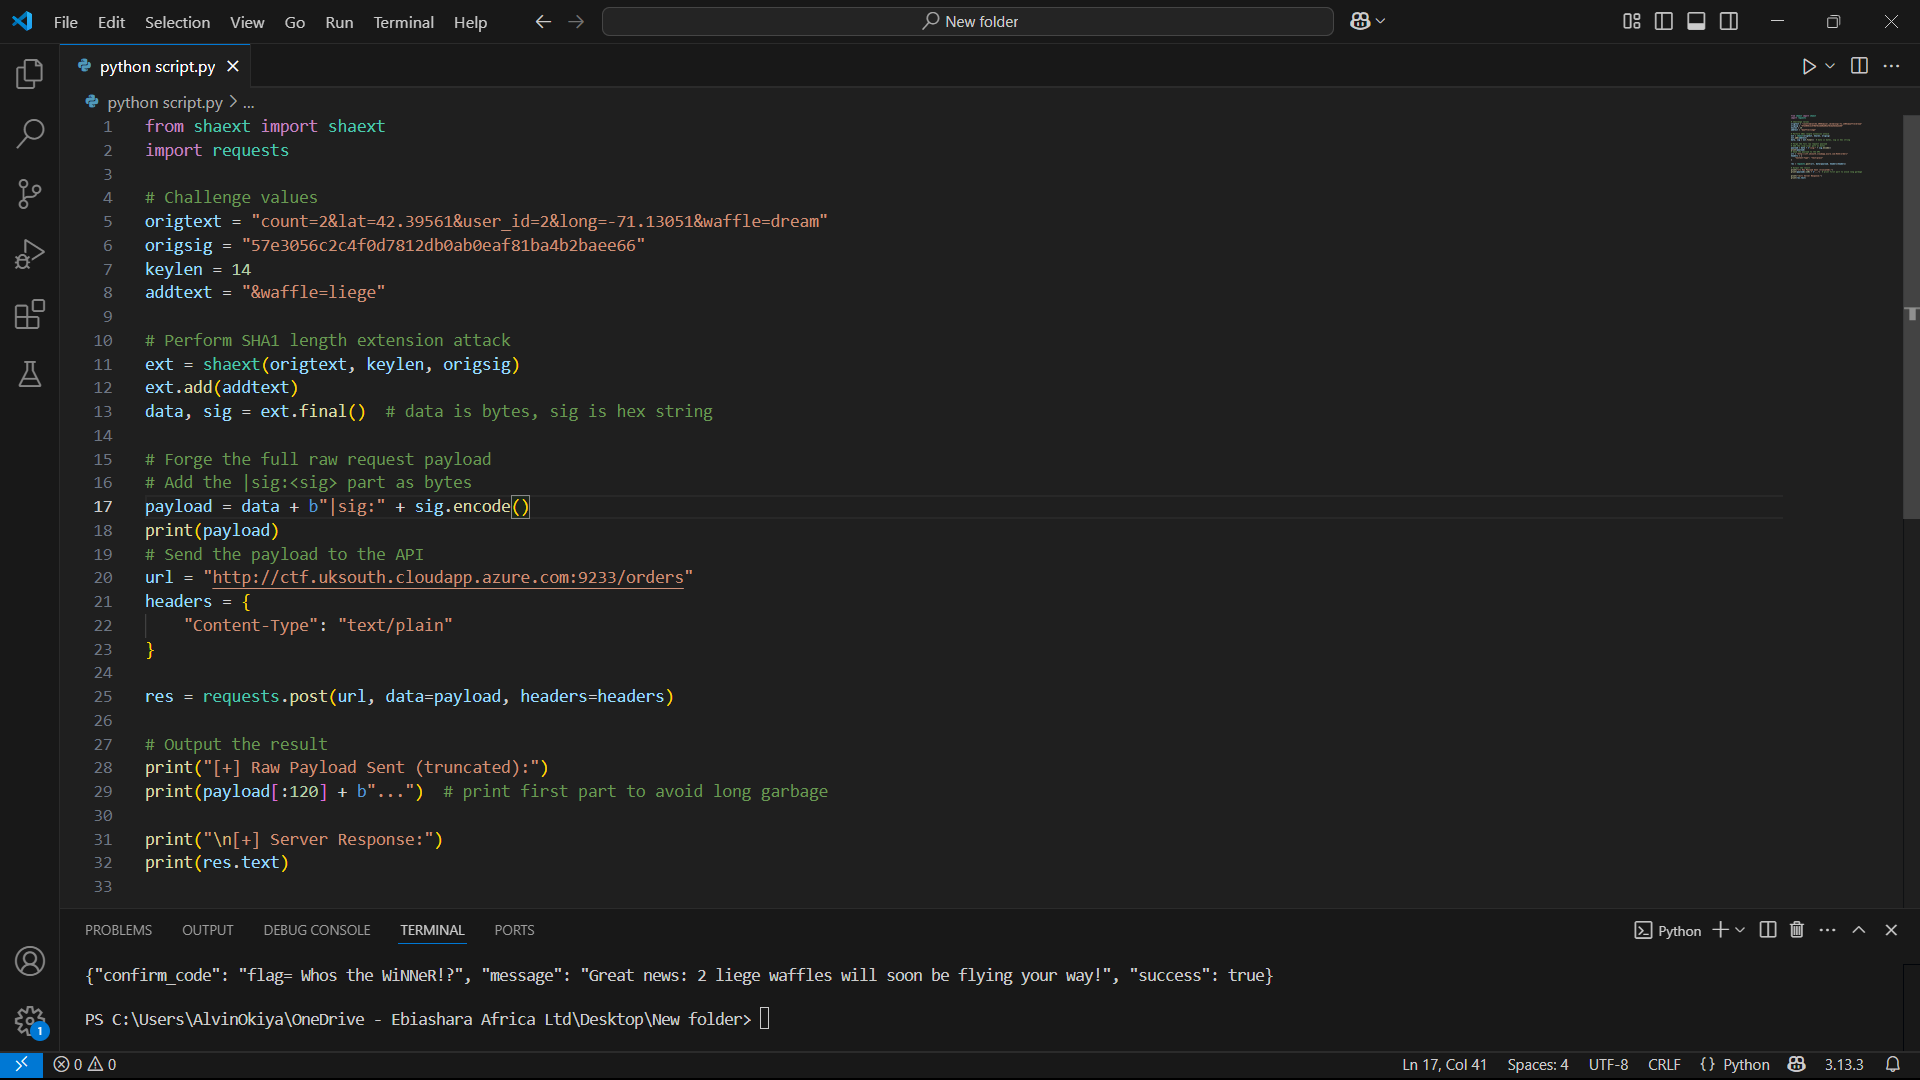 File Edit Selection View Go Run Terminal Help New folder
python script.py
python script.py > ...
1 from shaext import shaext
2 import requests
3
4 # Challenge values
5 origtext = "count=2&lat=42.39561&user_id=2&long=-71.13051&waffle=dream"
6 origsig = "57e3056c2c4f0d7812db0ab0eaf81ba4b2baee66"
7 keylen = 14
8 addtext = "&waffle=liege"
9
10 # Perform SHA1 length extension attack
11 ext = shaext(origtext, keylen, origsig)
12 ext.add(addtext)
13 data, sig = ext.final()  # data is bytes, sig is hex string
14
15 # Forge the full raw request payload
16 # Add the |sig:<sig> part as bytes
17 payload = data + b"|sig:" + sig.encode()
18 print(payload)
19 # Send the payload to the API
20 url = "http://ctf.uksouth.cloudapp.azure.com:9233/orders"
21 headers = {
22     "Content-Type": "text/plain"
23 }
24
25 res = requests.post(url, data=payload, headers=headers)
26
27 # Output the result
28 print("[+] Raw Payload Sent (truncated):")
29 print(payload[:120] + b"...")  # print first part to avoid long garbage
30
31 print("\n[+] Server Response:")
32 print(res.text)
33
PROBLEMS OUTPUT DEBUG CONSOLE TERMINAL PORTS Python
{"confirm_code": "flag= Whos the WiNNeR!?", "message": "Great news: 2 liege waffles will soon be flying your way!", "success": true}
PS C:\Users\AlvinOkiya\OneDrive - Ebiashara Africa Ltd\Desktop\New folder>
1
0 0 Ln 17, Col 41 Spaces: 4 UTF-8 CRLF {} Python 3.13.3